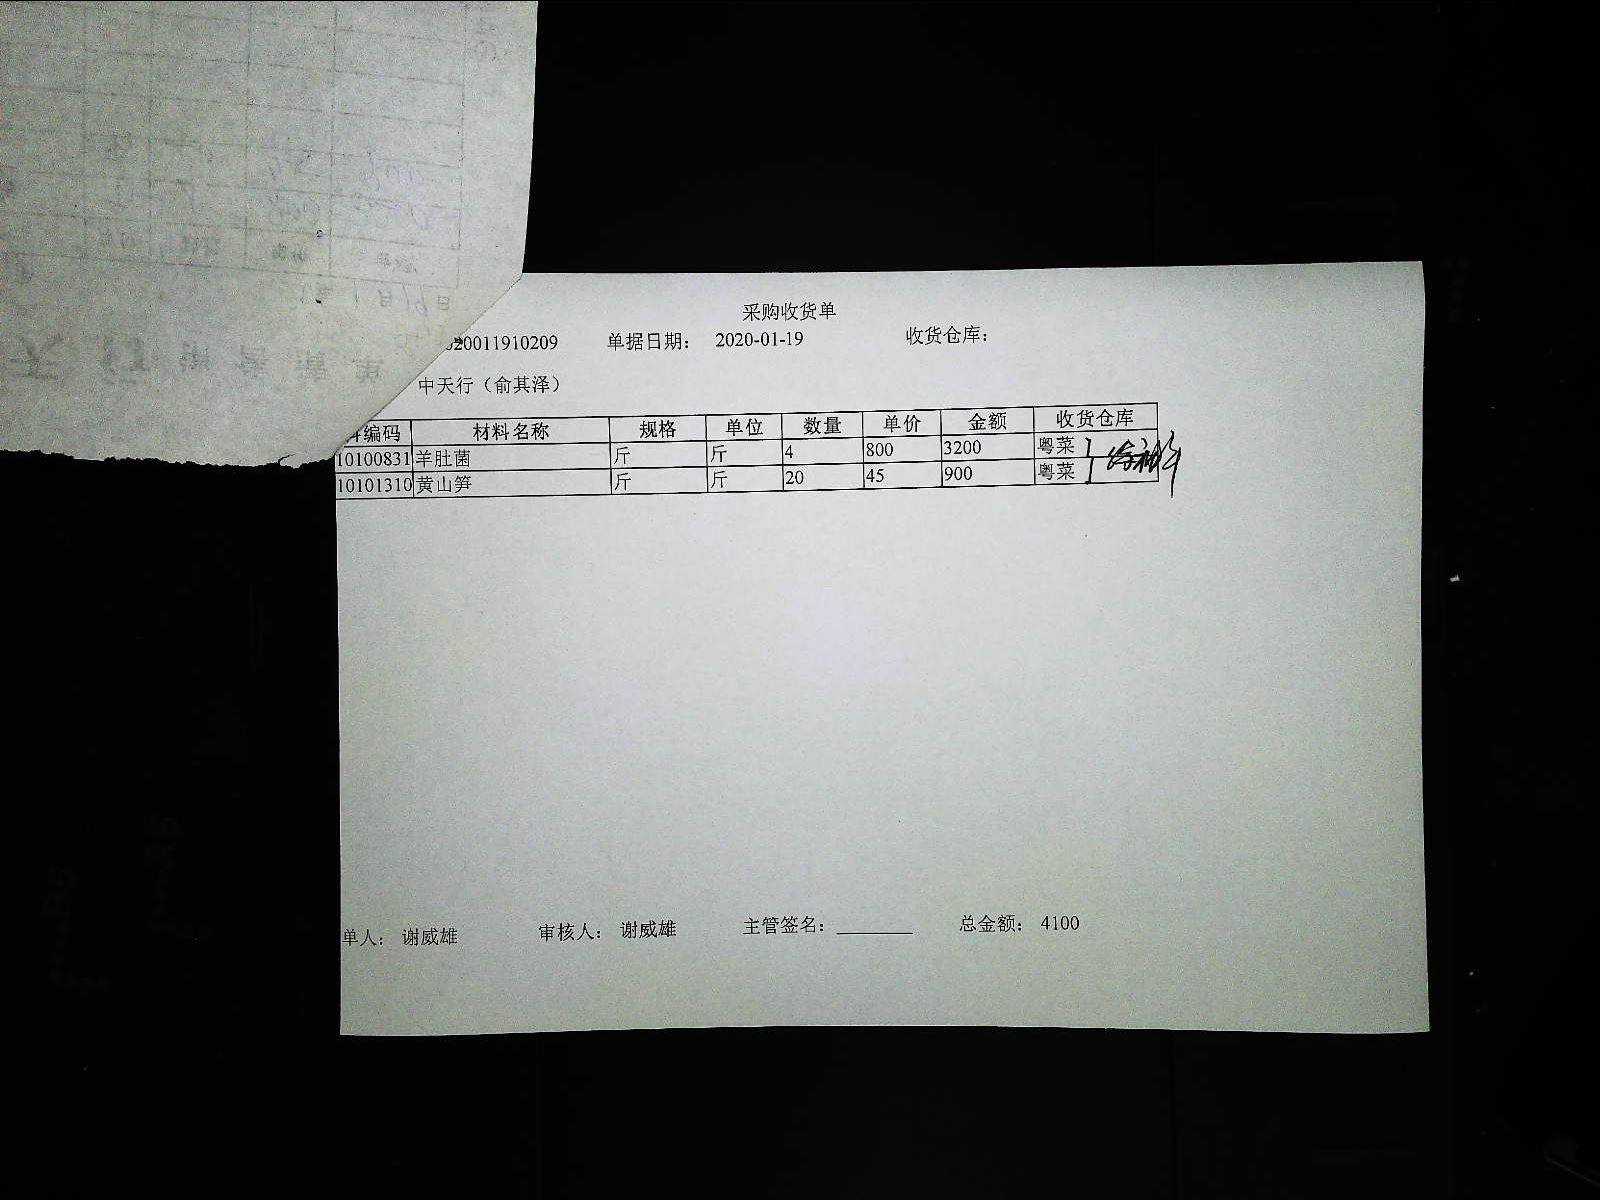 采购收货单
20011910209 单据日期: 2020-01-19 收货仓库:
中天行（俞其泽）
编码 材料名称 规格 单位 数量 单价 金额 收货仓库
10100831 羊肚菌 斤 斤 4 800 3200 粤菜
10101310 黄山笋 斤 斤 20 45 900 粤菜
单人: 谢威雄 审核人: 谢威雄 主管签名: 总金额: 4100